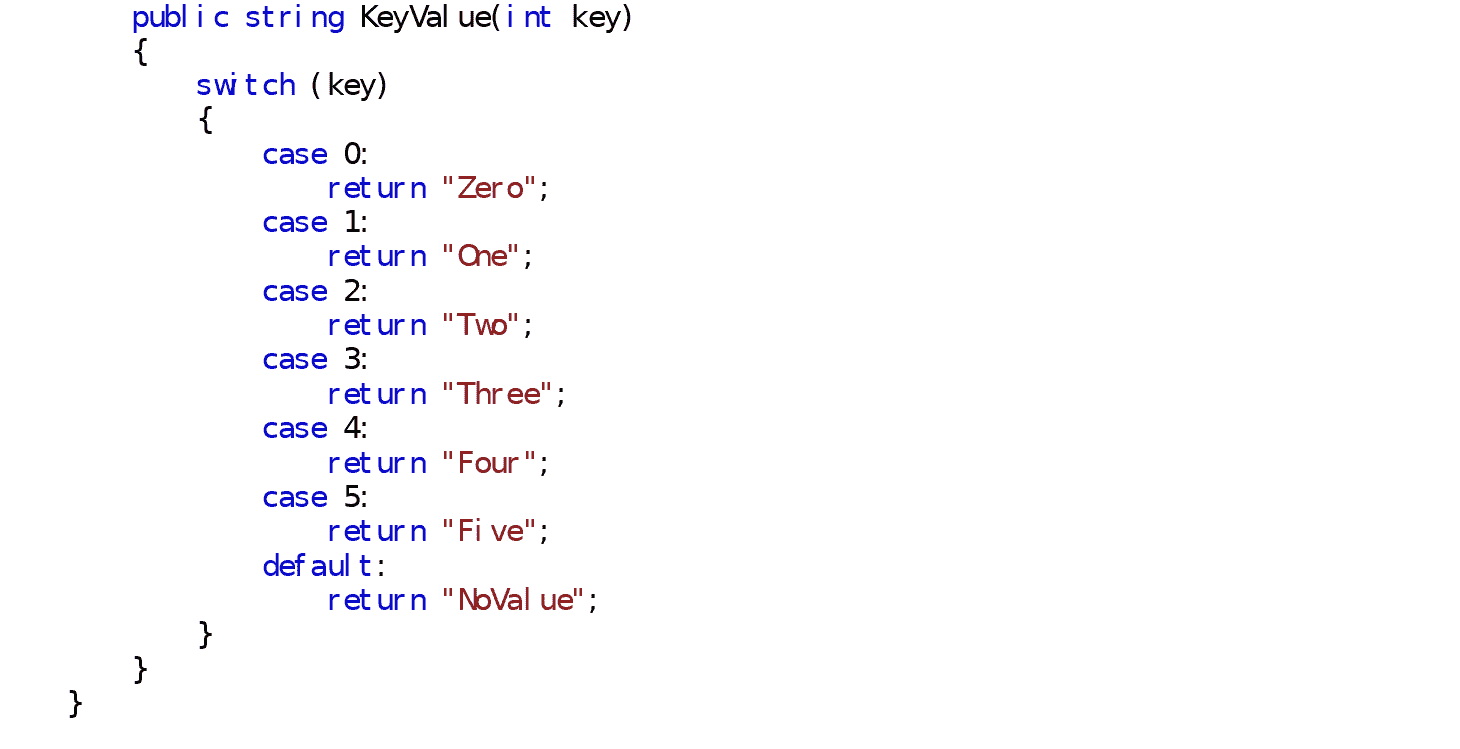 public string KeyValue(int key)
{
switch (key)
{
case 0:
return "Zero";
case 1:
return "One";
case 2:
return "Two";
case 3:
return "Three";
case 4:
return "Four";
case 5:
return "Five";
default:
return "NoValue";
}
}
}